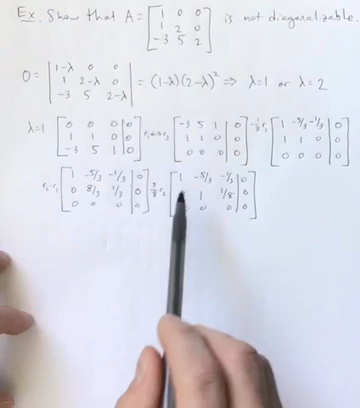 Ex. Show that A = [ 1 0 0 ; 1 2 0 ; -3 5 2 ] is not diagonalizable.
0 = | 1-λ 0 0 ; 1 2-λ 0 ; -3 5 2-λ | = (1-λ)(2-λ)² ⇒ λ=1 or λ=2
λ=1 [ 0 0 0 | 0 ; 1 1 0 | 0 ; -3 5 1 | 0 ] r₁↔r₃ [ -3 5 1 | 0 ; 1 1 0 | 0 ; 0 0 0 | 0 ] -1/3 r₁ [ 1 -5/3 -1/3 | 0 ; 1 1 0 | 0 ; 0 0 0 | 0 ]
r₂-r₁ [ 1 -5/3 -1/3 | 0 ; 0 8/3 1/3 | 0 ; 0 0 0 | 0 ] 3/8 r₂ [ 1 -5/3 -1/3 | 0 ; 1 1/8 | 0 ; 0 0 | 0 ]